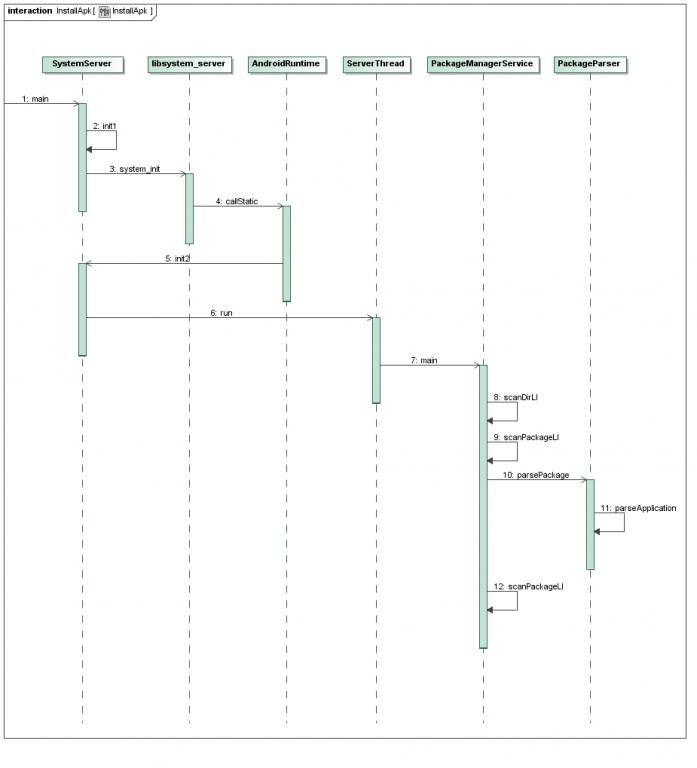 interaction InstallApk[ InstallApk ]
SystemServer
libsystem_server
AndroidRuntime
ServerThread
PackageManagerService
PackageParser
1: main
2: init1
3: system_init
4: callStatic
5: init2
6: run
7: main
8: scanDirLI
9: scanPackageLI
10: parsePackage
11: parseApplication
12: scanPackageLI